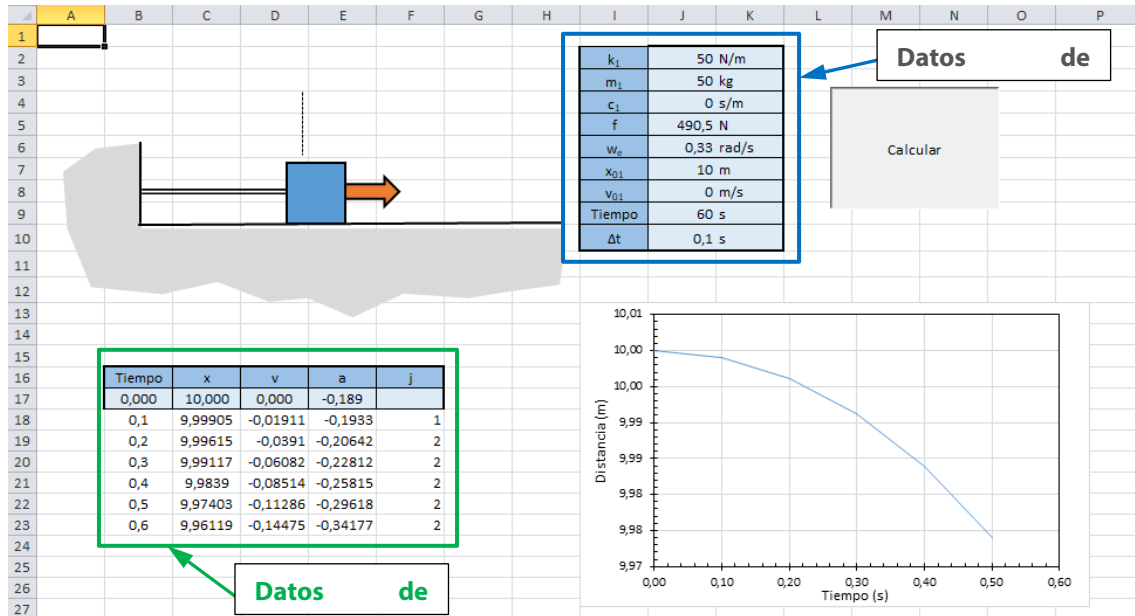 A B C D E F G H I J K L M N O P
1
2 k₁ 50 N/m Datos de
3 m₁ 50 kg
4 c₁ 0 s/m
5 f 490,5 N
6 wₑ 0,33 rad/s Calcular
7 x₀₁ 10 m
8 v₀₁ 0 m/s
9 Tiempo 60 s
10 Δt 0,1 s
11
12
13
14
15
16 Tiempo x v a j
17 0,000 10,000 0,000 -0,189
18 0,1 9,99905 -0,01911 -0,1933 1
19 0,2 9,99615 -0,0391 -0,20642 2
20 0,3 9,99117 -0,06082 -0,22812 2
21 0,4 9,9839 -0,08514 -0,25815 2
22 0,5 9,97403 -0,11286 -0,29618 2
23 0,6 9,96119 -0,14475 -0,34177 2
24
25
26 Datos de
27
10,01
10,00
10,00
9,99
9,99
9,98
9,98
9,97
Distancia (m)
0,00 0,10 0,20 0,30 0,40 0,50 0,60
Tiempo (s)